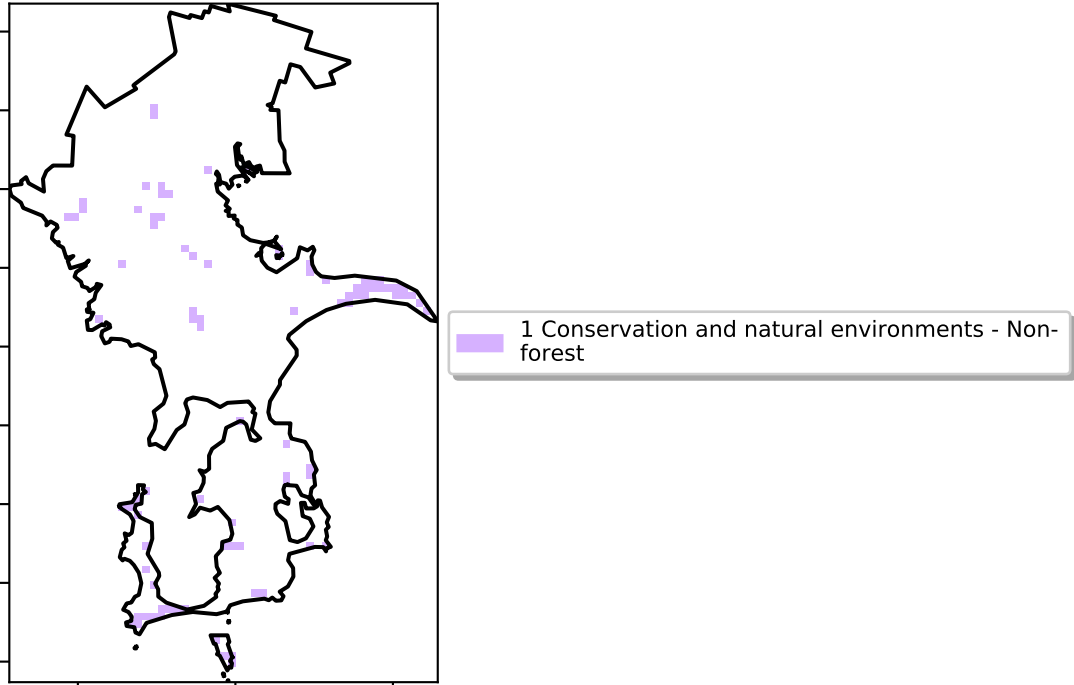 1 Conservation and natural environments - Non-
forest